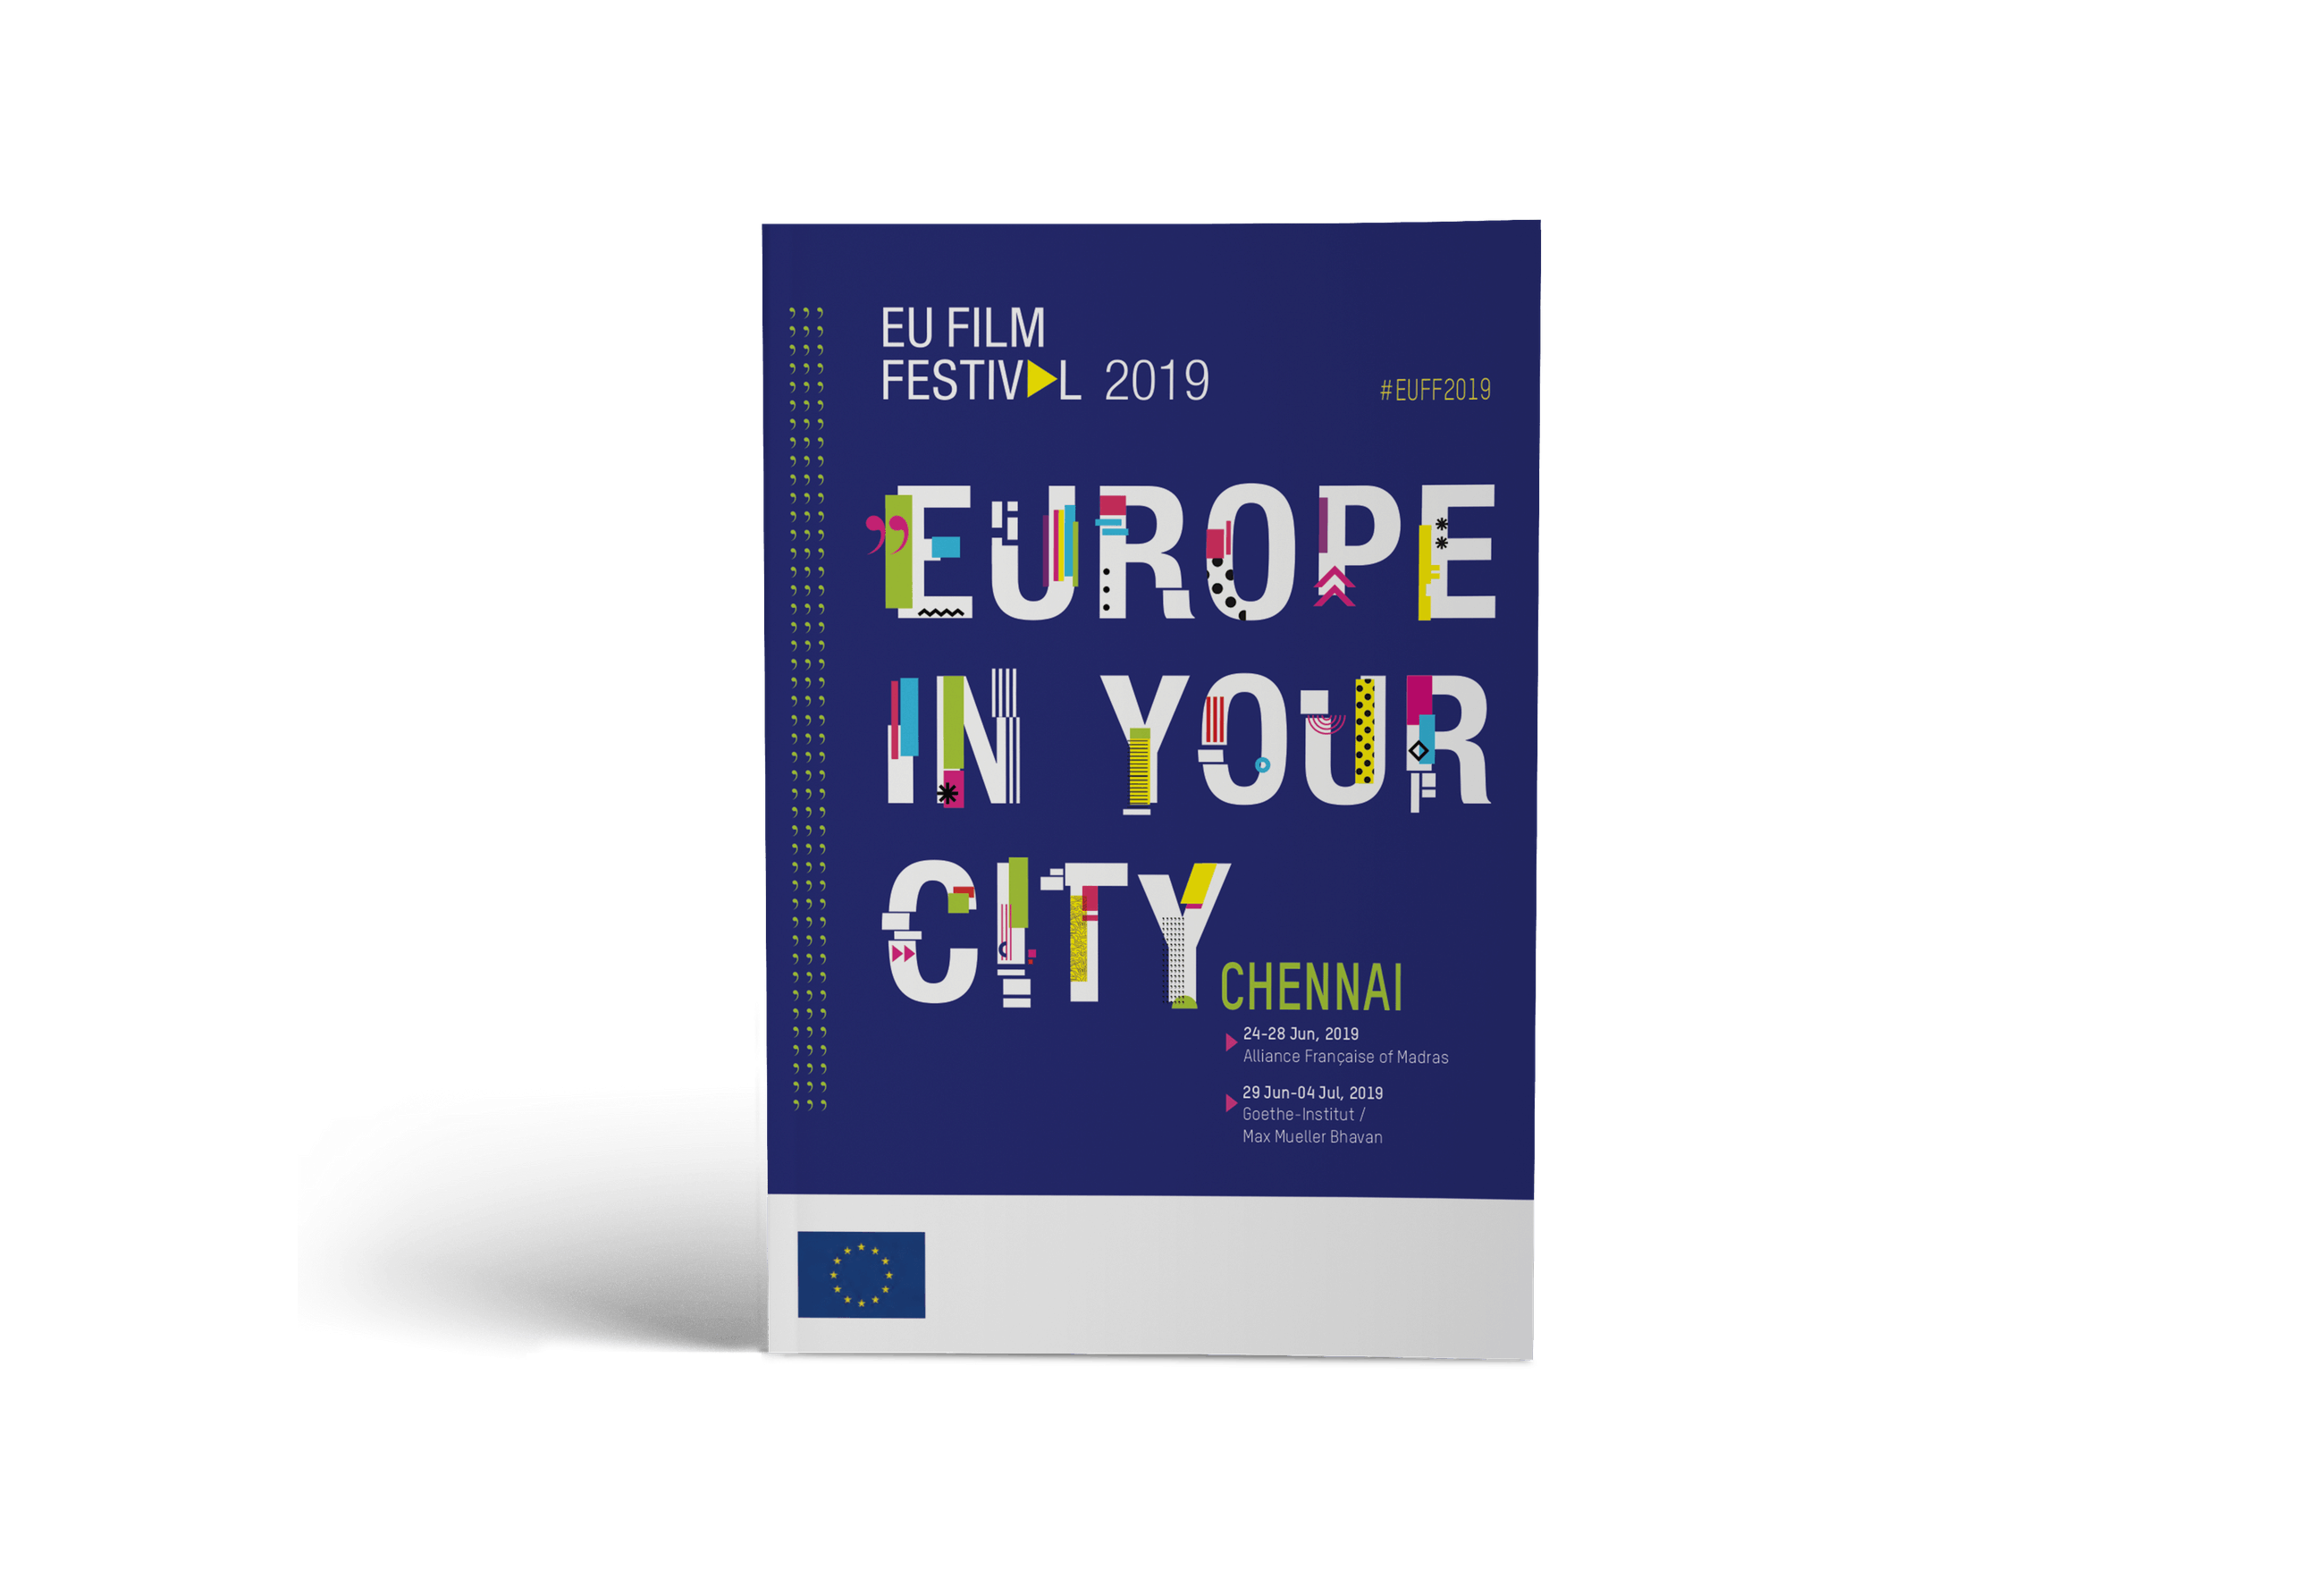 EU FILM
FESTIVAL 2019
#EUFF2019
EUROPE
IN YOUR
CITY
CHENNAI
24-28 Jun, 2019
Alliance Française of Madras
29 Jun-04 Jul, 2019
Goethe-Institut /
Max Mueller Bhavan